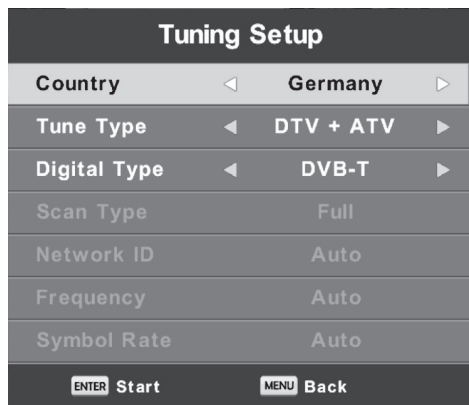 Tuning Setup
Country Germany
Tune Type DTV + ATV
Digital Type DVB-T
Scan Type Full
Network ID Auto
Frequency Auto
Symbol Rate Auto
ENTER Start MENU Back